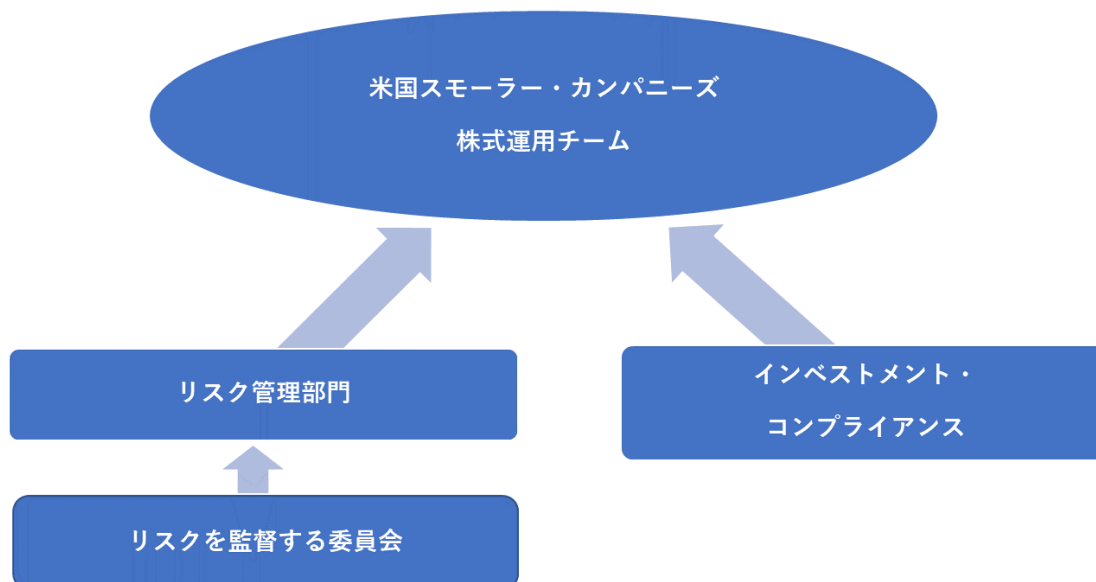 米国スモーラー・カンパニーズ
株式運用チーム
リスク管理部門
インベストメント・
コンプライアンス
リスクを監督する委員会